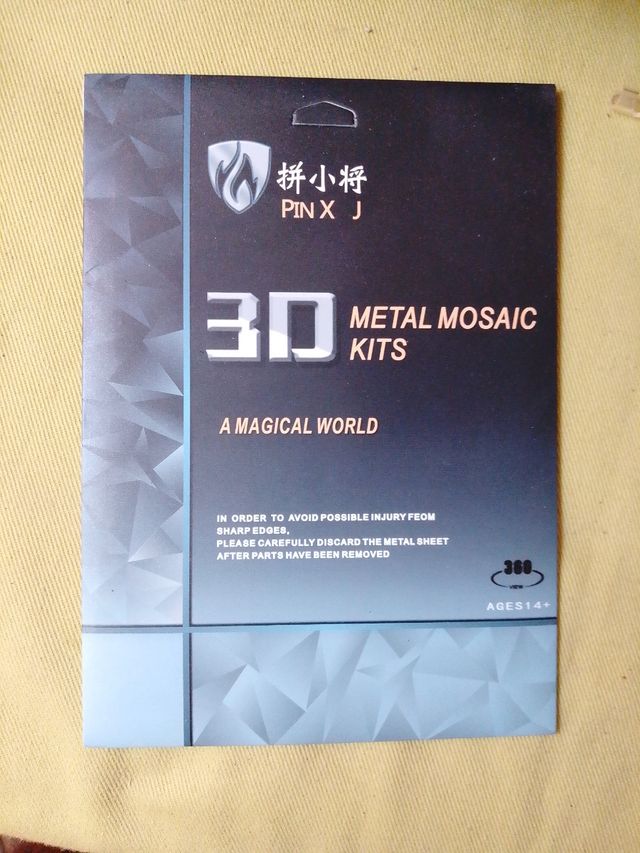 拼小将
PIN X J
3D METAL MOSAIC
KITS
A MAGICAL WORLD
IN ORDER TO AVOID POSSIBLE INJURY FEOM
SHARP EDGES,
PLEASE CAREFULLY DISCARD THE METAL SHEET
AFTER PARTS HAVE BEEN REMOVED
360
VIEW
AGES14+